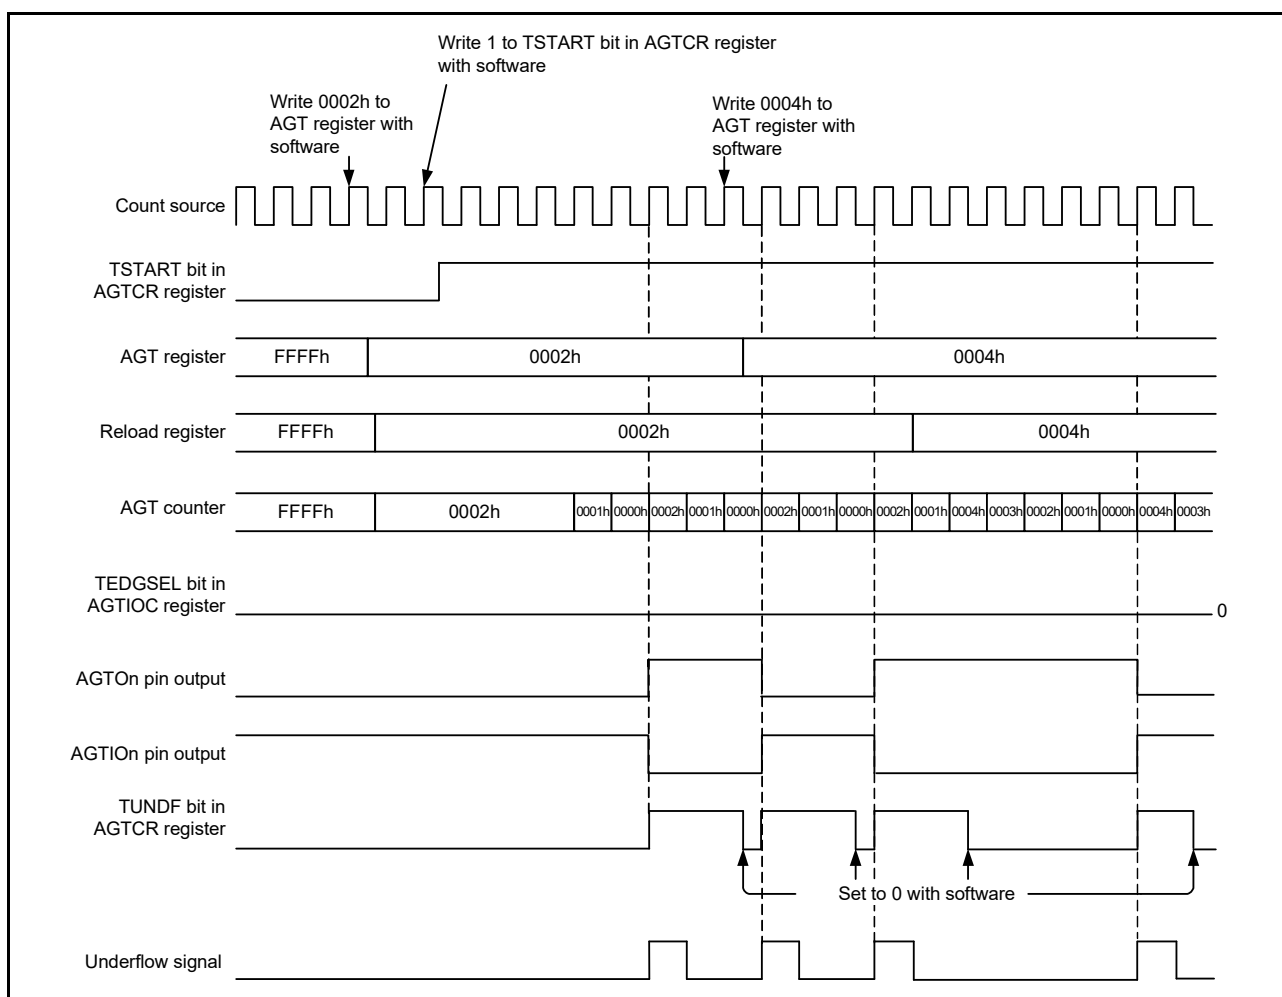 Write 1 to TSTART bit in AGTCR register
with software
Write 0002h to
AGT register with
software
Write 0004h to
AGT register with
software
Count source
TSTART bit in
AGTCR register
AGT register
FFFFh 0002h 0004h
Reload register
FFFFh 0002h 0004h
AGT counter
FFFFh 0002h 0001h 0000h 0002h 0001h 0000h 0002h 0001h 0000h 0002h 0001h 0004h 0003h 0002h 0001h 0000h 0004h 0003h
TEDGSEL bit in
AGTIOC register
0
AGTOn pin output
AGTIOn pin output
TUNDF bit in
AGTCR register
Set to 0 with software
Underflow signal